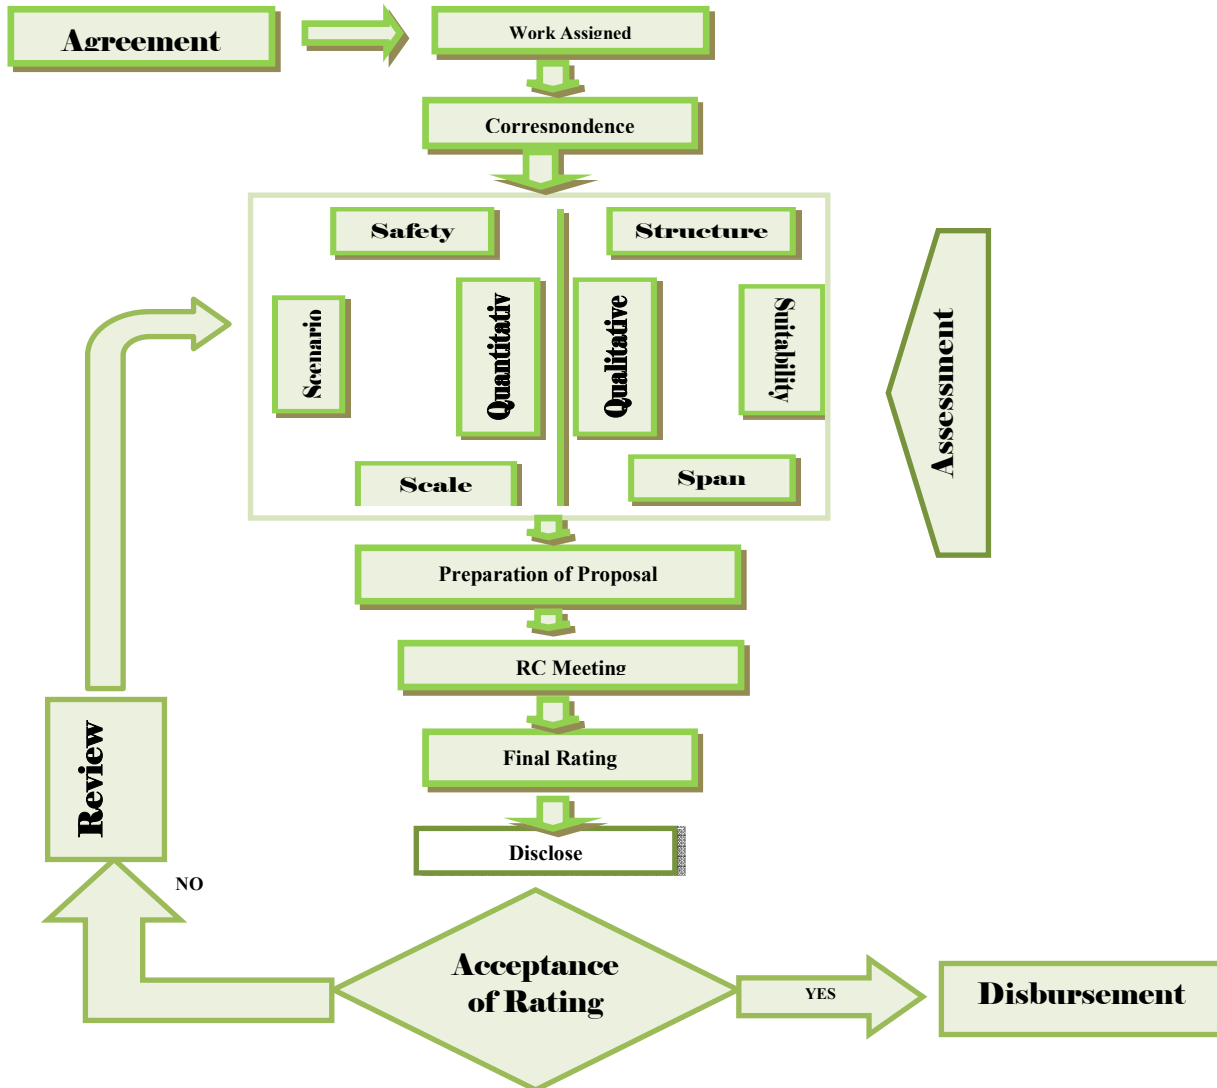 Agreement
Work Assigned
Correspondence
Safety
Structure
Scenario
Quantitativ
Qualitative
Suitability
Assessment
Scale
Span
Preparation of Proposal
RC Meeting
Final Rating
Review
Disclose
NO
Acceptance
of Rating
YES
Disbursement